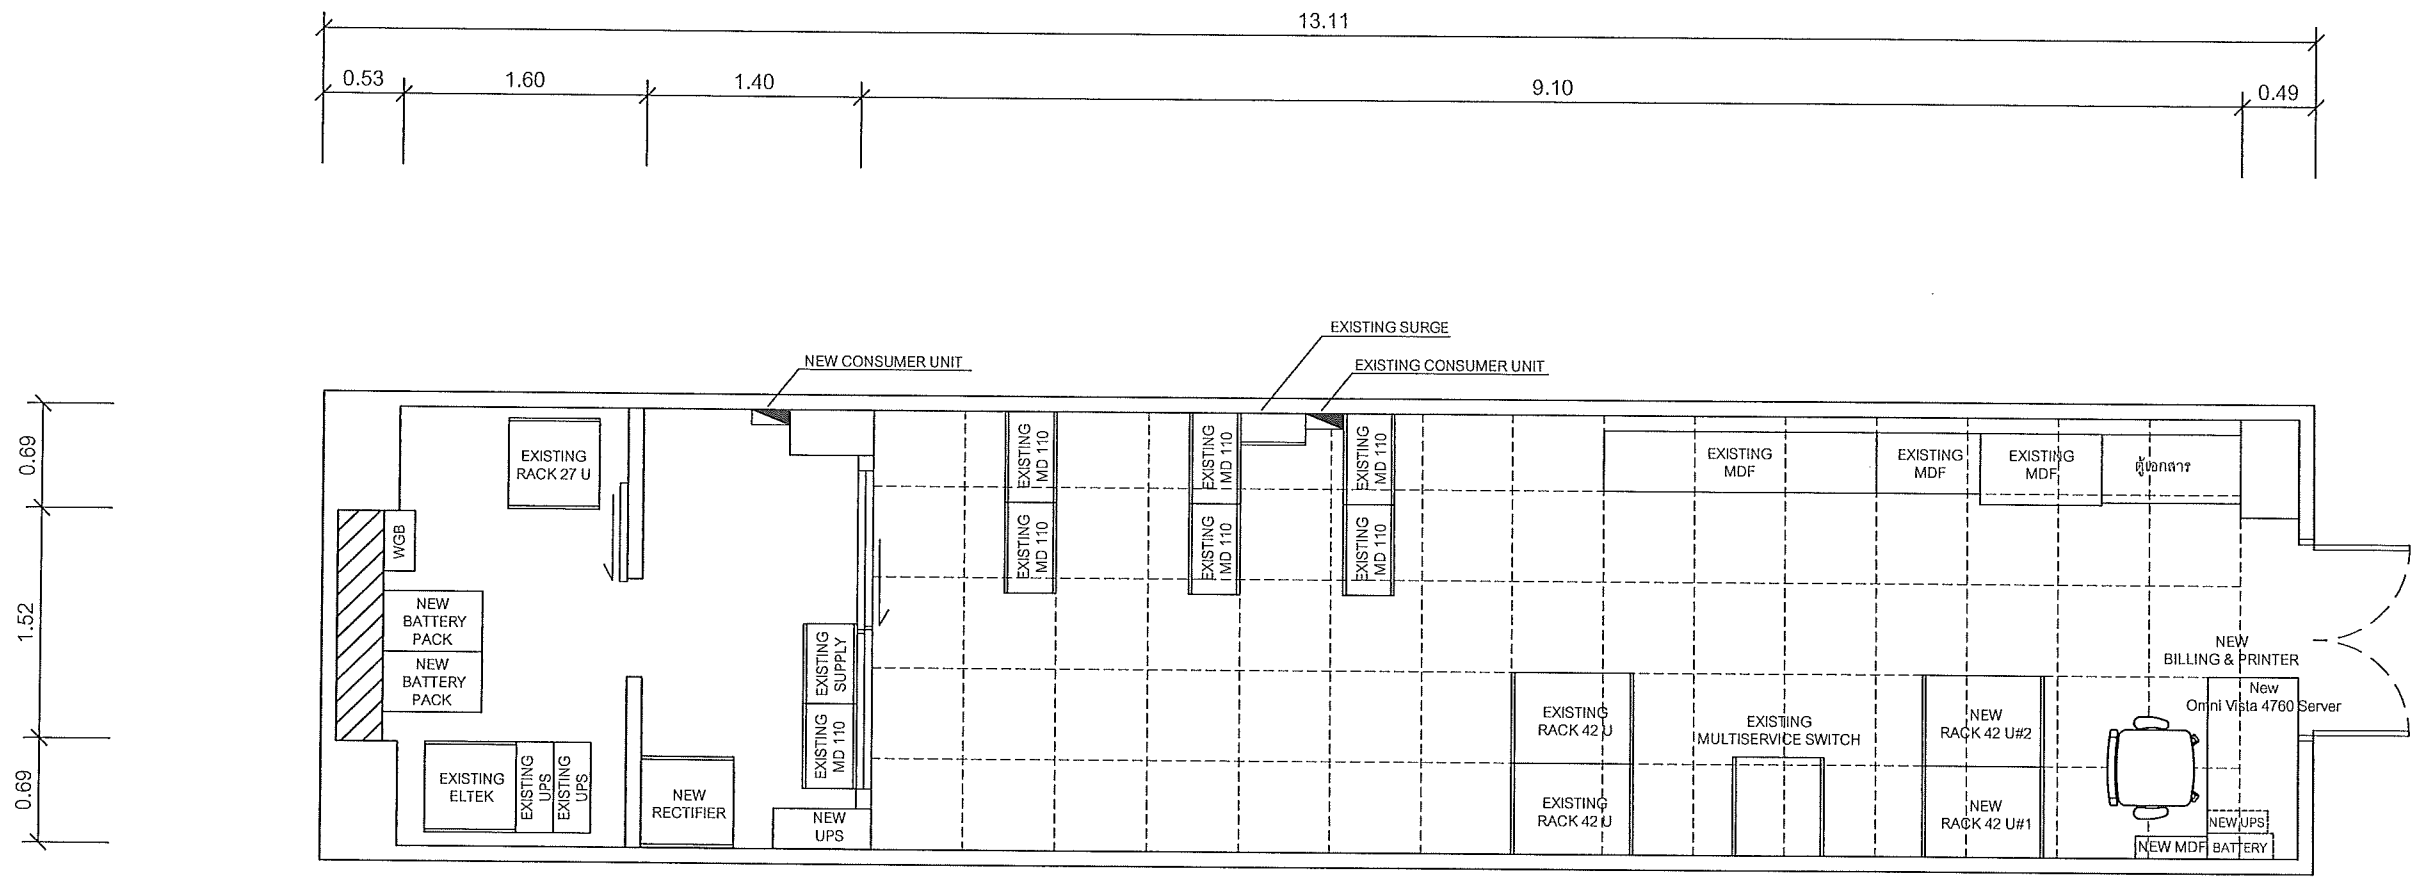 13.11
0.53
1.60
1.40
9.10
0.49
EXISTING SURGE
NEW CONSUMER UNIT
EXISTING CONSUMER UNIT
0.69
1.52
0.69
EXISTING
RACK 27 U
WGB
NEW
BATTERY
PACK
NEW
BATTERY
PACK
EXISTING
ELTEK
EXISTING
UPS
EXISTING
UPS
NEW
RECTIFIER
EXISTING
SUPPLY
EXISTING
MD 110
NEW
UPS
EXISTING
MD 110
EXISTING
MD 110
EXISTING
MD 110
EXISTING
MD 110
EXISTING
MD 110
EXISTING
MD 110
EXISTING
MDF
EXISTING
MDF
EXISTING
MDF
ตู้เอกสาร
EXISTING
RACK 42 U
EXISTING
RACK 42 U
EXISTING
MULTISERVICE SWITCH
NEW
RACK 42 U#2
NEW
RACK 42 U#1
NEW
BILLING & PRINTER
New
Omni Vista 4760 Server
NEW UPS
NEW MDF
BATTERY